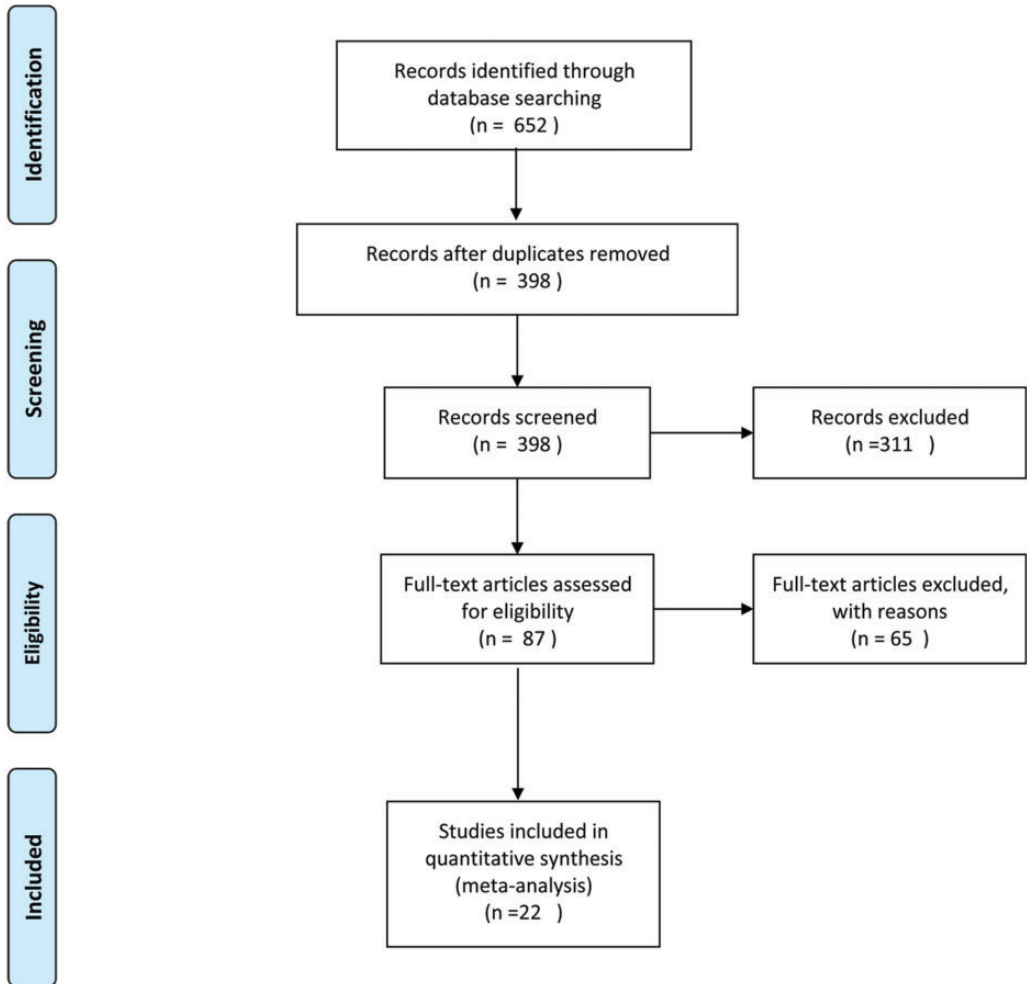 Identification
Records identified through
database searching
(n = 652 )
Records after duplicates removed
(n = 398 )
Screening
Records screened
(n = 398 )
Records excluded
(n =311 )
Eligibility
Full-text articles assessed
for eligibility
(n = 87 )
Full-text articles excluded,
with reasons
(n = 65 )
Included
Studies included in
quantitative synthesis
(meta-analysis)
(n =22 )